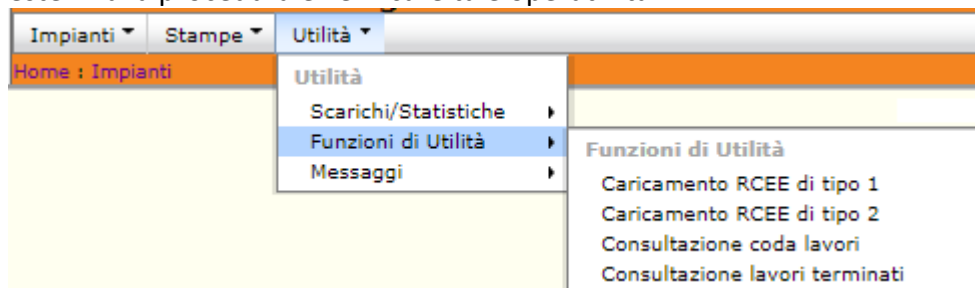 Impianti Stampe Utilità
Home : Impianti
Utilità
Scarichi/Statistiche
Funzioni di Utilità
Messaggi
Funzioni di Utilità
Caricamento RCEE di tipo 1
Caricamento RCEE di tipo 2
Consultazione coda lavori
Consultazione lavori terminati